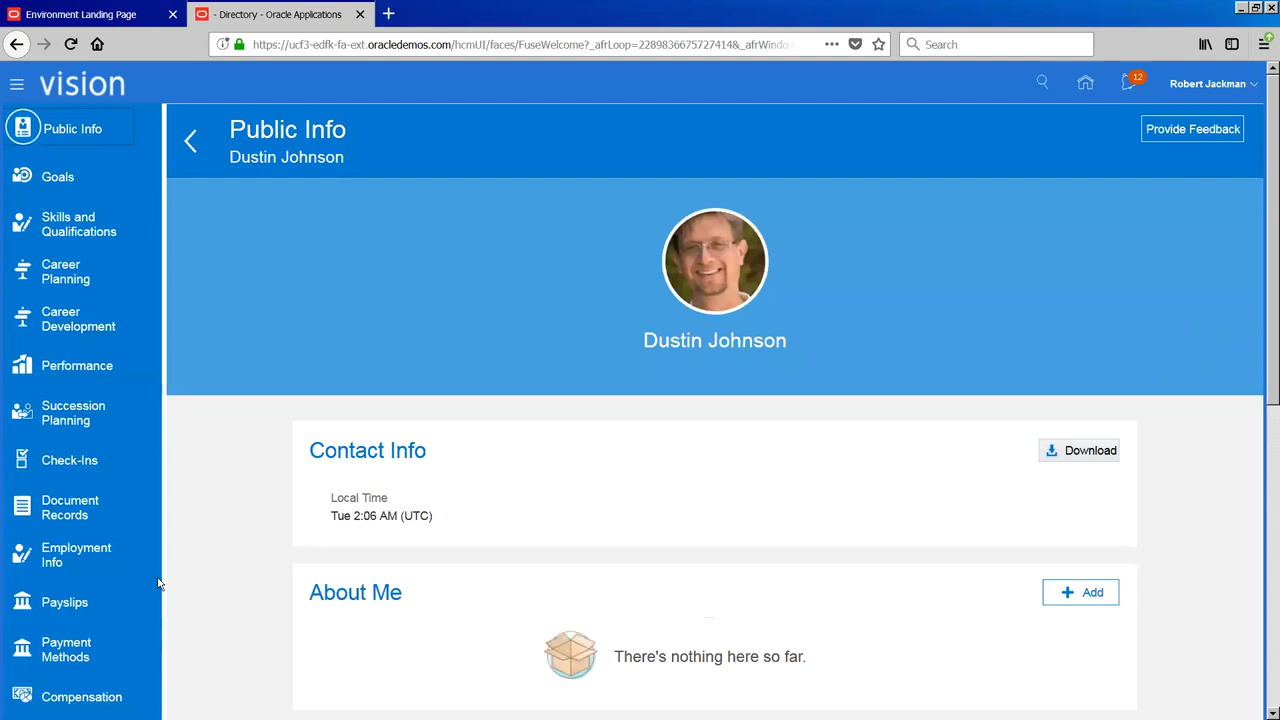 Environment Landing Page
- Directory - Oracle Applications
https://ucf3-edfk-fa-ext.oracledemos.com/hcmUI/faces/FuseWelcome?_afrLoop=228983667572741​4&_afrWindo
Search
vision
12
Robert Jackman
Public Info
Goals
Skills and
Qualifications
Career
Planning
Career
Development
Performance
Succession
Planning
Check-Ins
Document
Records
Employment
Info
Payslips
Payment
Methods
Compensation
Public Info
Dustin Johnson
Provide Feedback
Dustin Johnson
Contact Info
Download
Local Time
Tue 2:06 AM (UTC)
About Me
Add
There's nothing here so far.